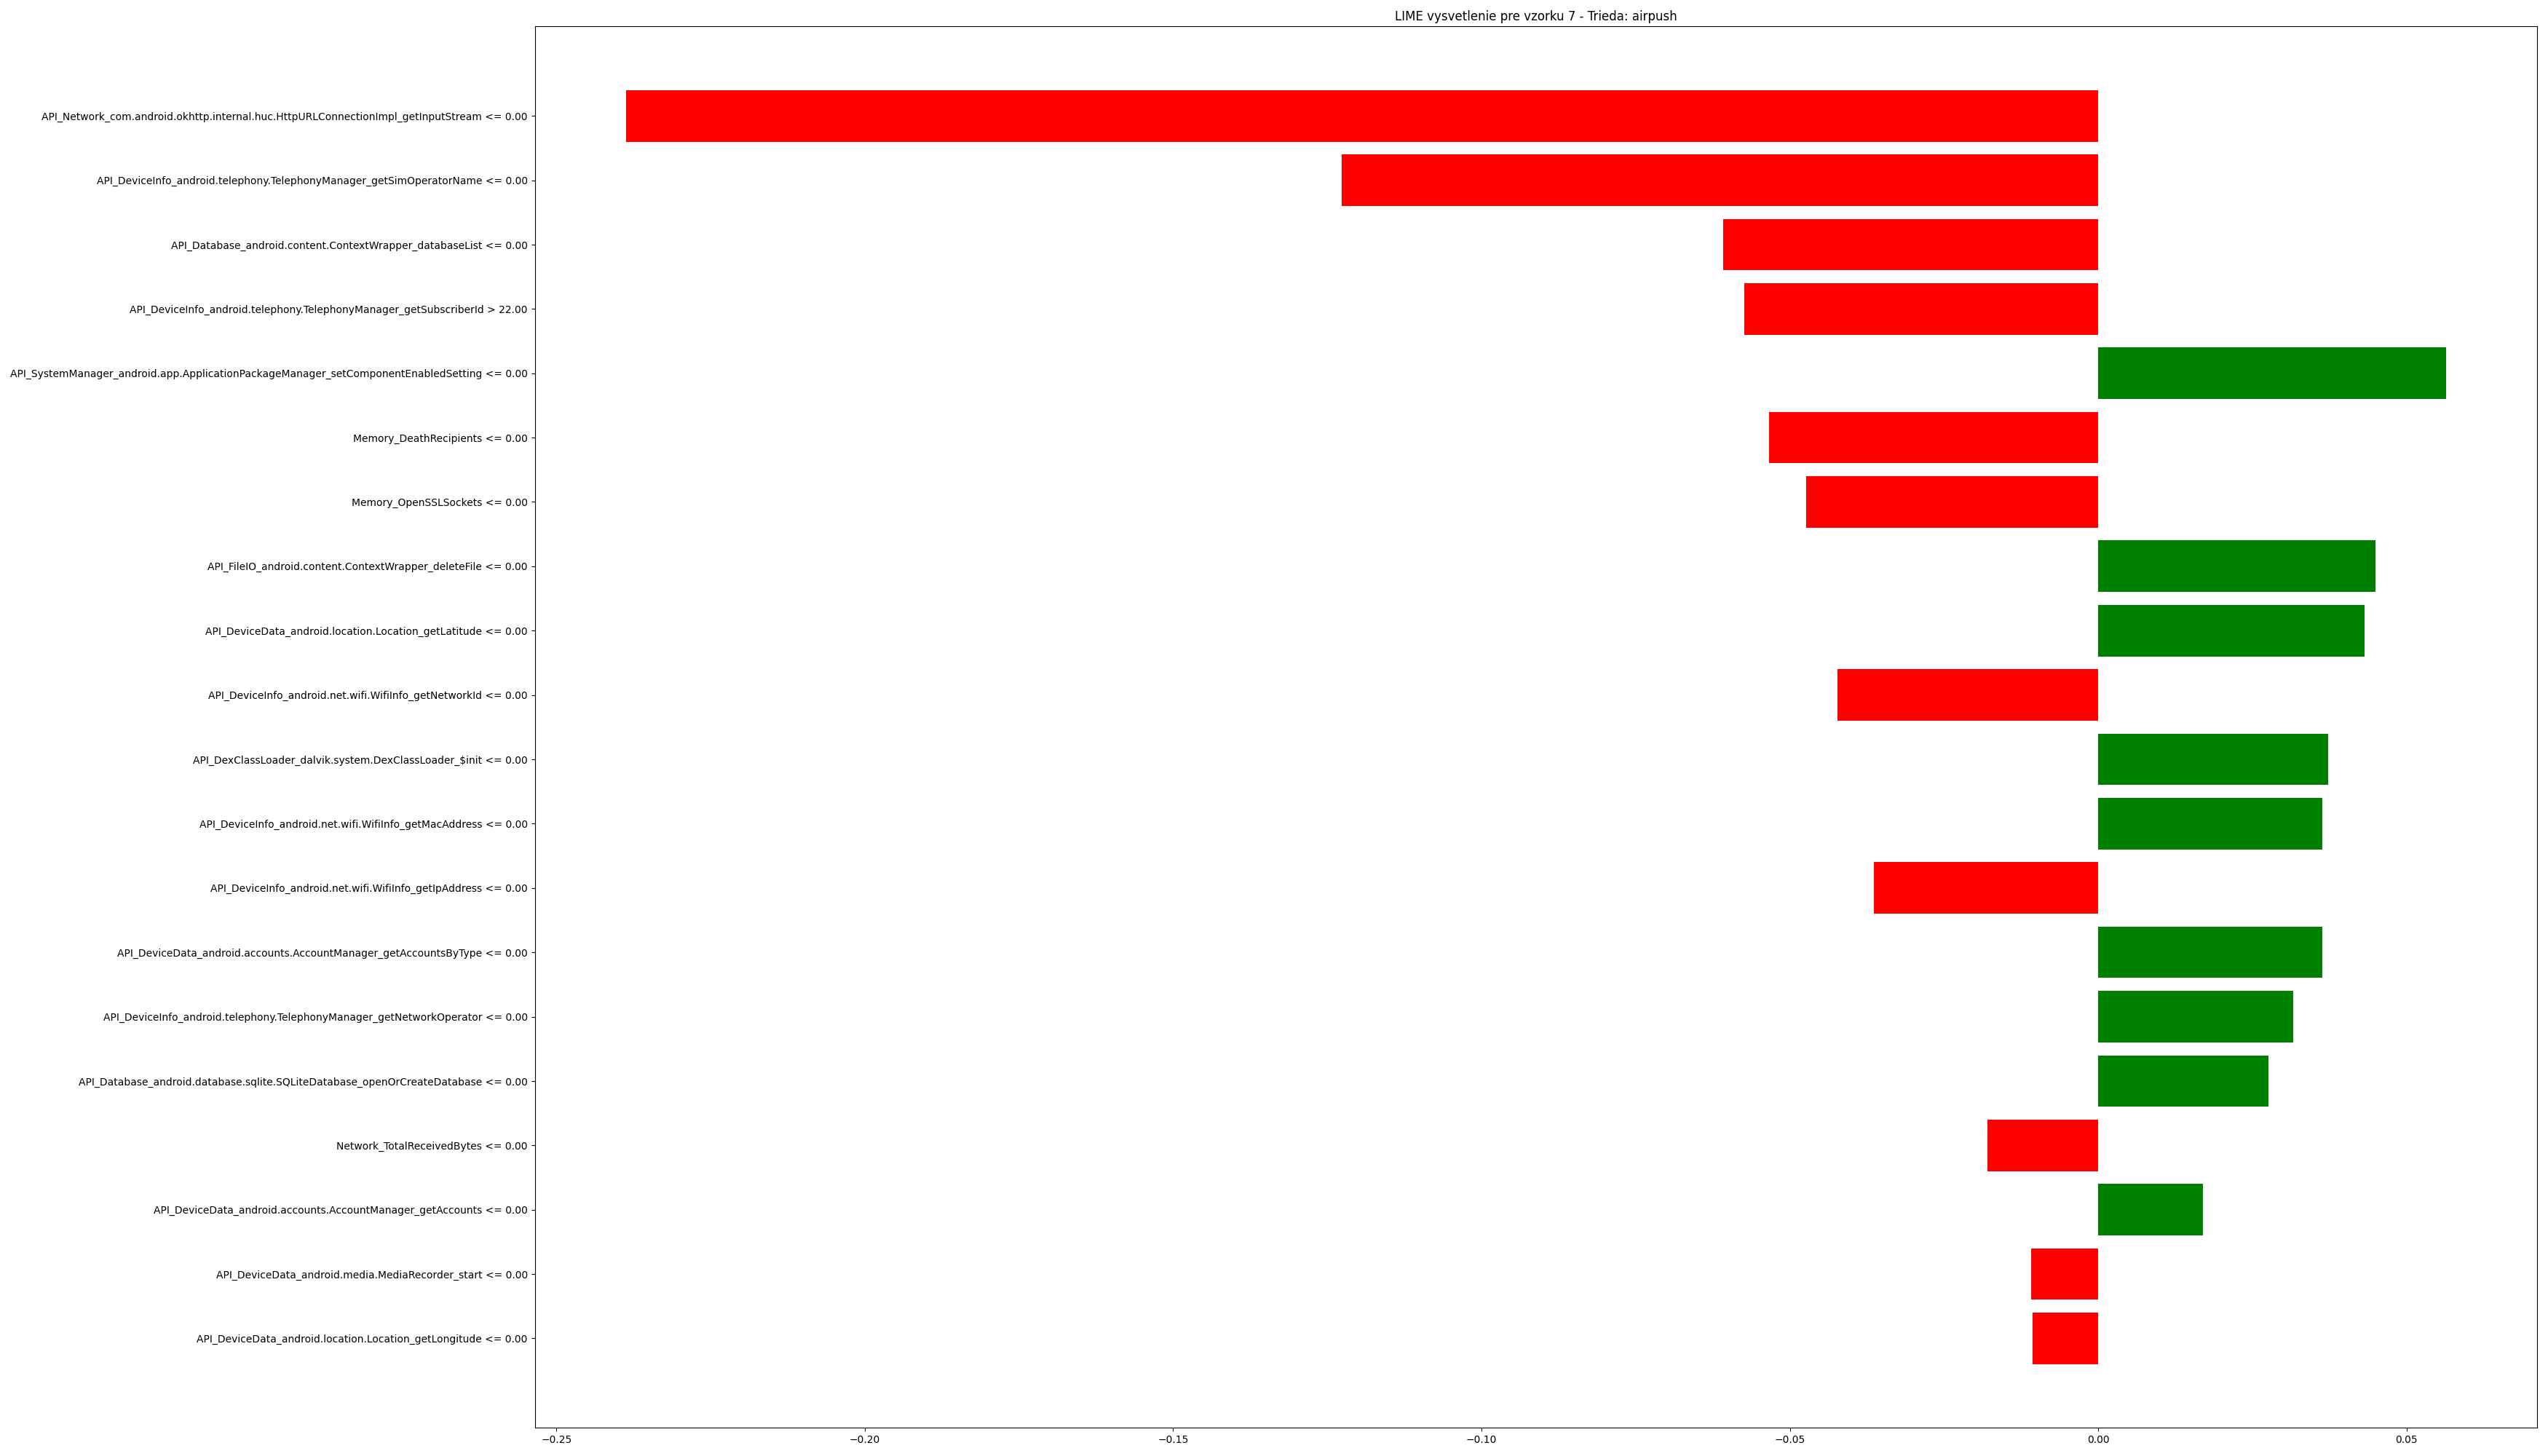 LIME vysvetlenie pre vzorku 7 - Trieda: airpush
API_Network_com.android.okhttp.internal.huc.HttpURLConnectionImpl_getInputStream <= 0.00
API_DeviceInfo_android.telephony.TelephonyManager_getSimOperatorName <= 0.00
API_Database_android.content.ContextWrapper_databaseList <= 0.00
API_DeviceInfo_android.telephony.TelephonyManager_getSubscriberId > 22.00
API_SystemManager_android.app.ApplicationPackageManager_setComponentEnabledSetting <= 0.00
Memory_DeathRecipients <= 0.00
Memory_OpenSSLSockets <= 0.00
API_FileIO_android.content.ContextWrapper_deleteFile <= 0.00
API_DeviceData_android.location.Location_getLatitude <= 0.00
API_DeviceInfo_android.net.wifi.WifiInfo_getNetworkId <= 0.00
API_DexClassLoader_dalvik.system.DexClassLoader_$init <= 0.00
API_DeviceInfo_android.net.wifi.WifiInfo_getMacAddress <= 0.00
API_DeviceInfo_android.net.wifi.WifiInfo_getIpAddress <= 0.00
API_DeviceData_android.accounts.AccountManager_getAccountsByType <= 0.00
API_DeviceInfo_android.telephony.TelephonyManager_getNetworkOperator <= 0.00
API_Database_android.database.sqlite.SQLiteDatabase_openOrCreateDatabase <= 0.00
Network_TotalReceivedBytes <= 0.00
API_DeviceData_android.accounts.AccountManager_getAccounts <= 0.00
API_DeviceData_android.media.MediaRecorder_start <= 0.00
API_DeviceData_android.location.Location_getLongitude <= 0.00
−0.25 −0.20 −0.15 −0.10 −0.05 0.00 0.05